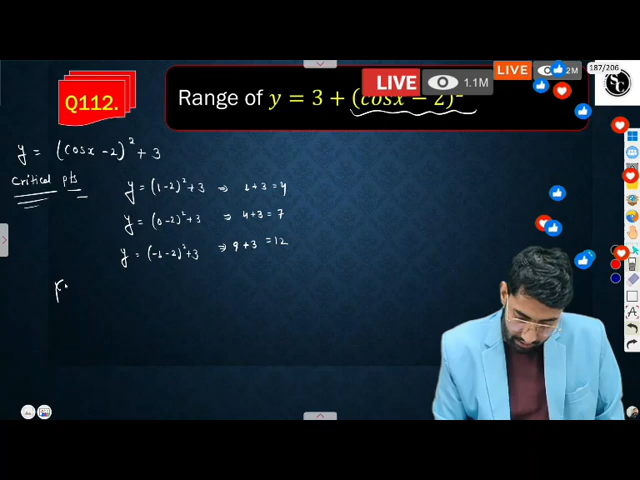 187/206
LIVE 2M
LIVE 1.1M
Q112. Range of y = 3 + (cosx − 2)²
y = (cosx - 2)² + 3
Critical pts
y = (1-2)² + 3 ⇒ 1+3 = 4
y = (0-2)² + 3 ⇒ 4+3 = 7
y = (-1-2)² + 3 ⇒ 9+3 = 12
SC